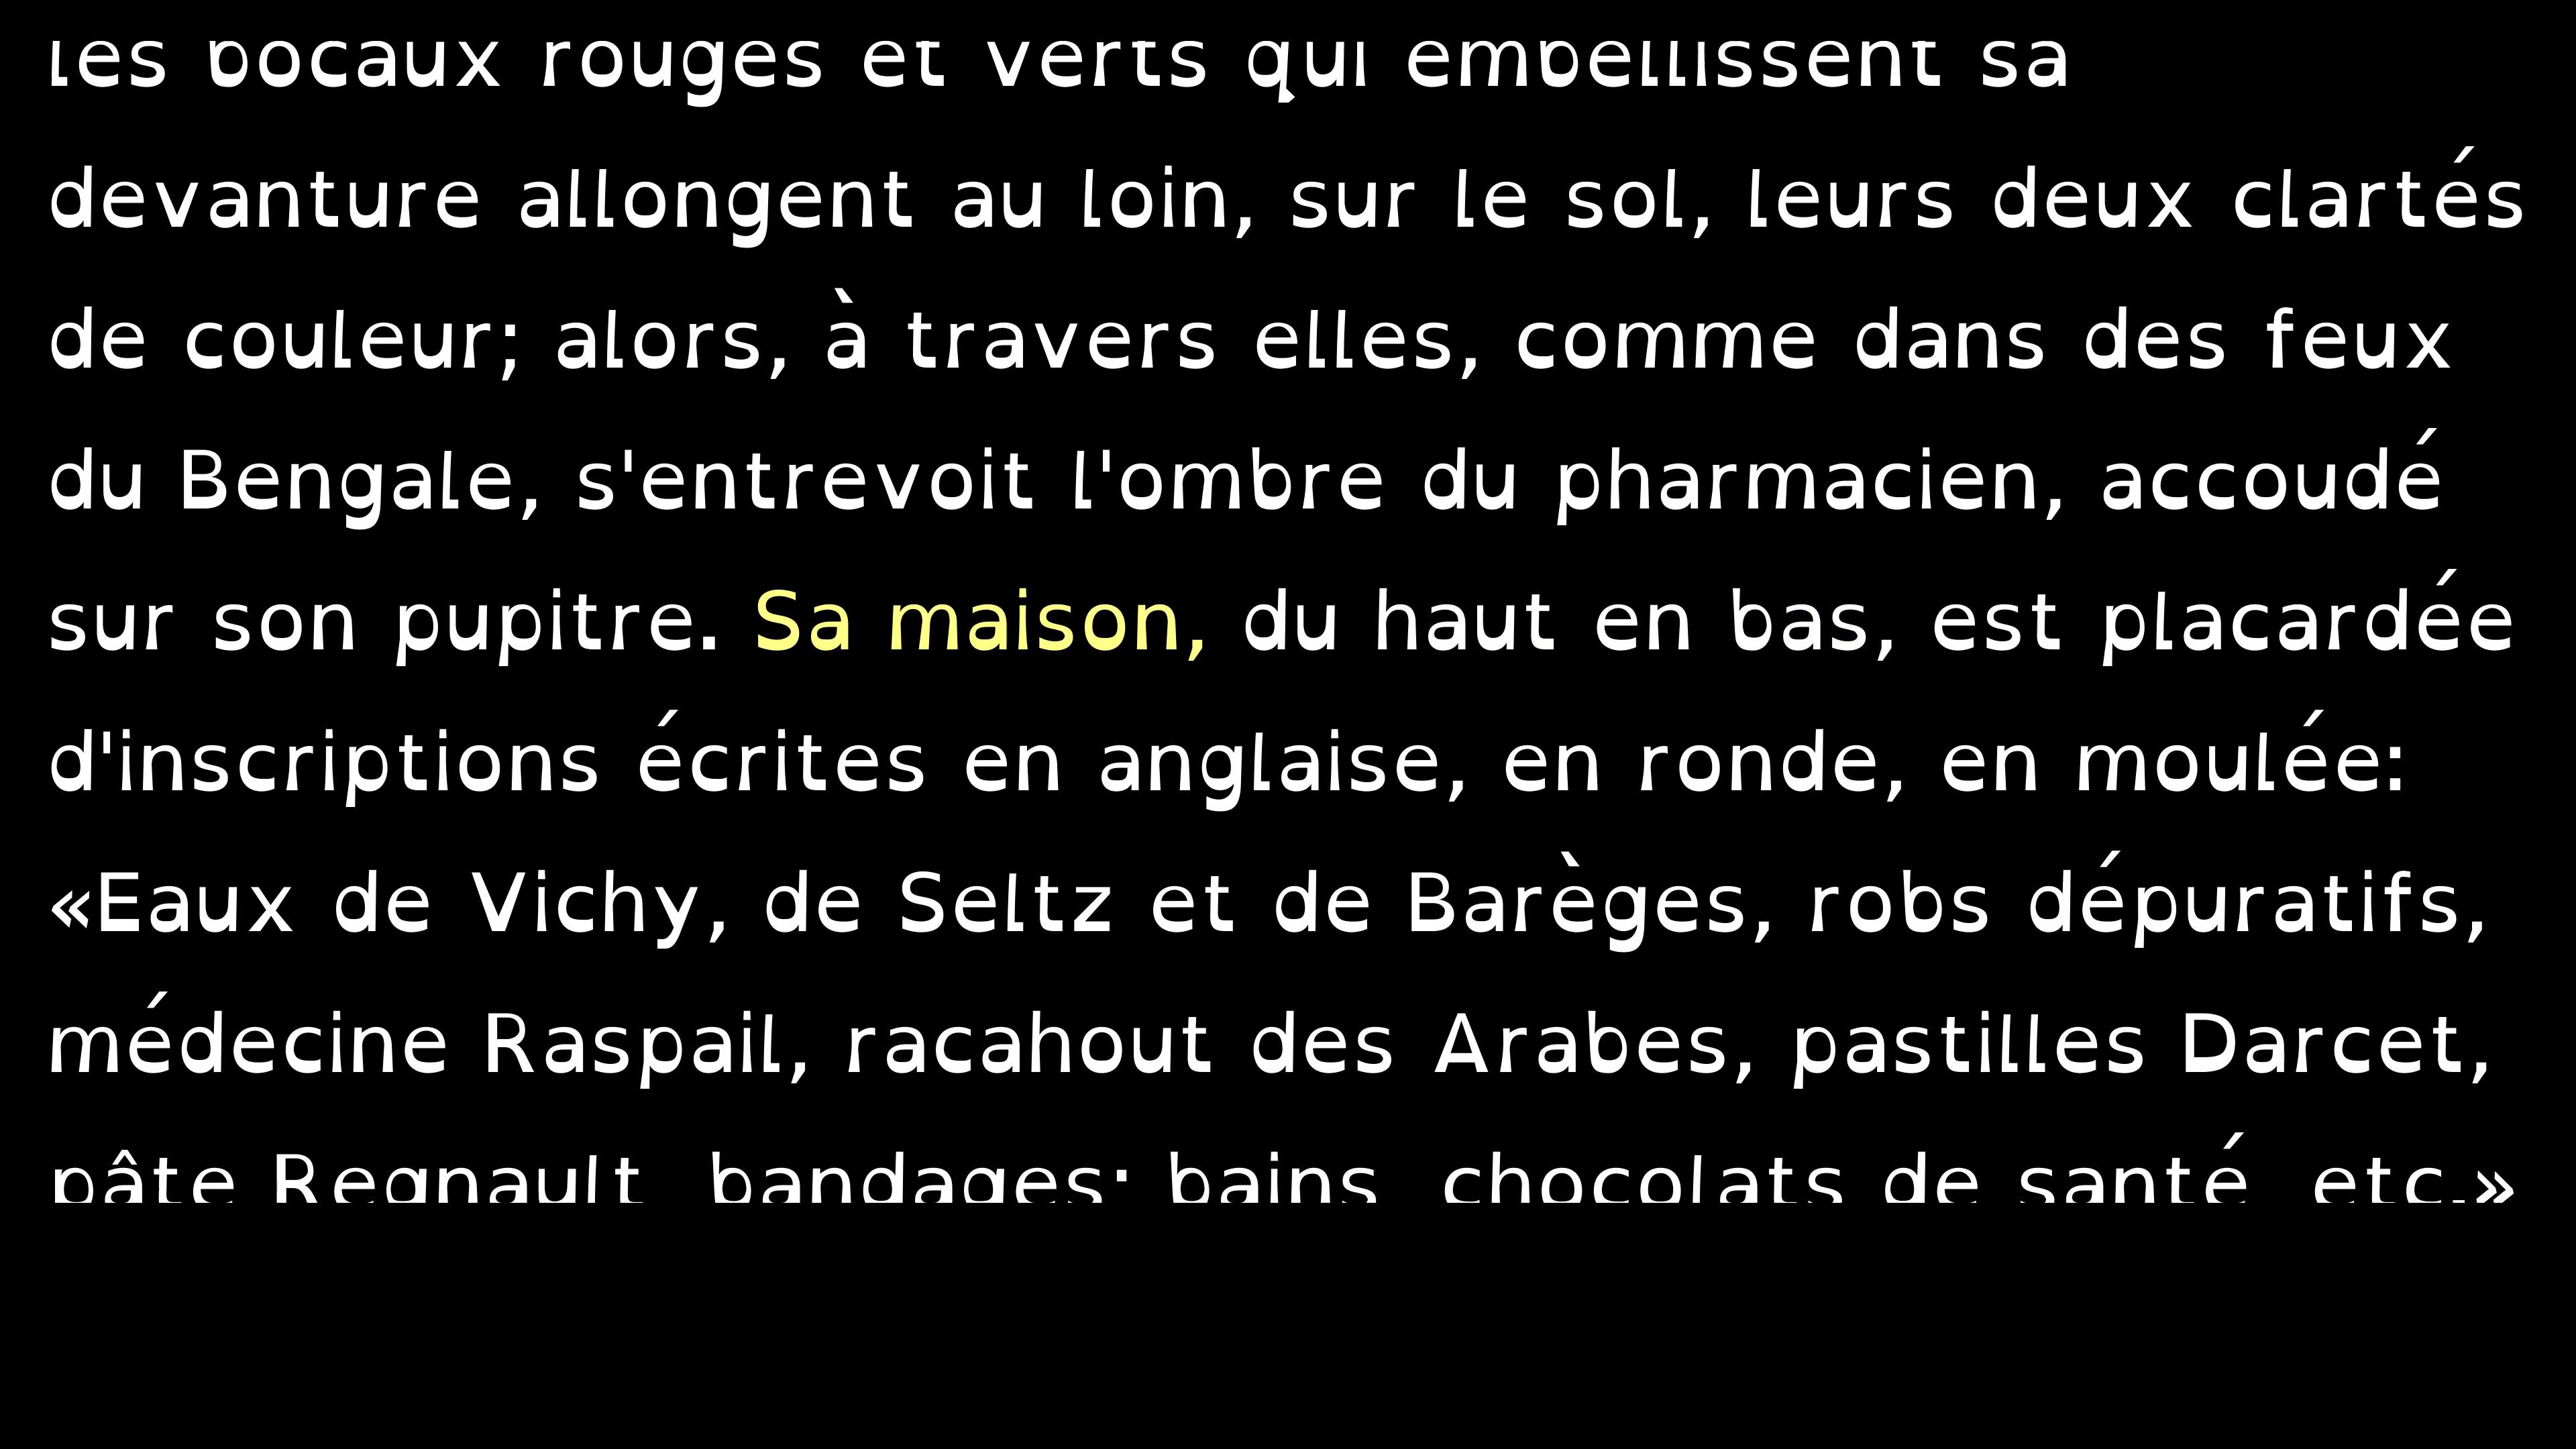 les bocaux rouges et verts qui embellissent sa
devanture allongent au loin, sur le sol, leurs deux clartés
de couleur; alors, à travers elles, comme dans des feux
du Bengale, s'entrevoit l'ombre du pharmacien, accoudé
sur son pupitre. Sa maison, du haut en bas, est placardée
d'inscriptions écrites en anglaise, en ronde, en moulée:
«Eaux de Vichy, de Seltz et de Barèges, robs dépuratifs,
médecine Raspail, racahout des Arabes, pastilles Darcet,
pâte Regnault, bandages; bains, chocolats de santé, etc.»